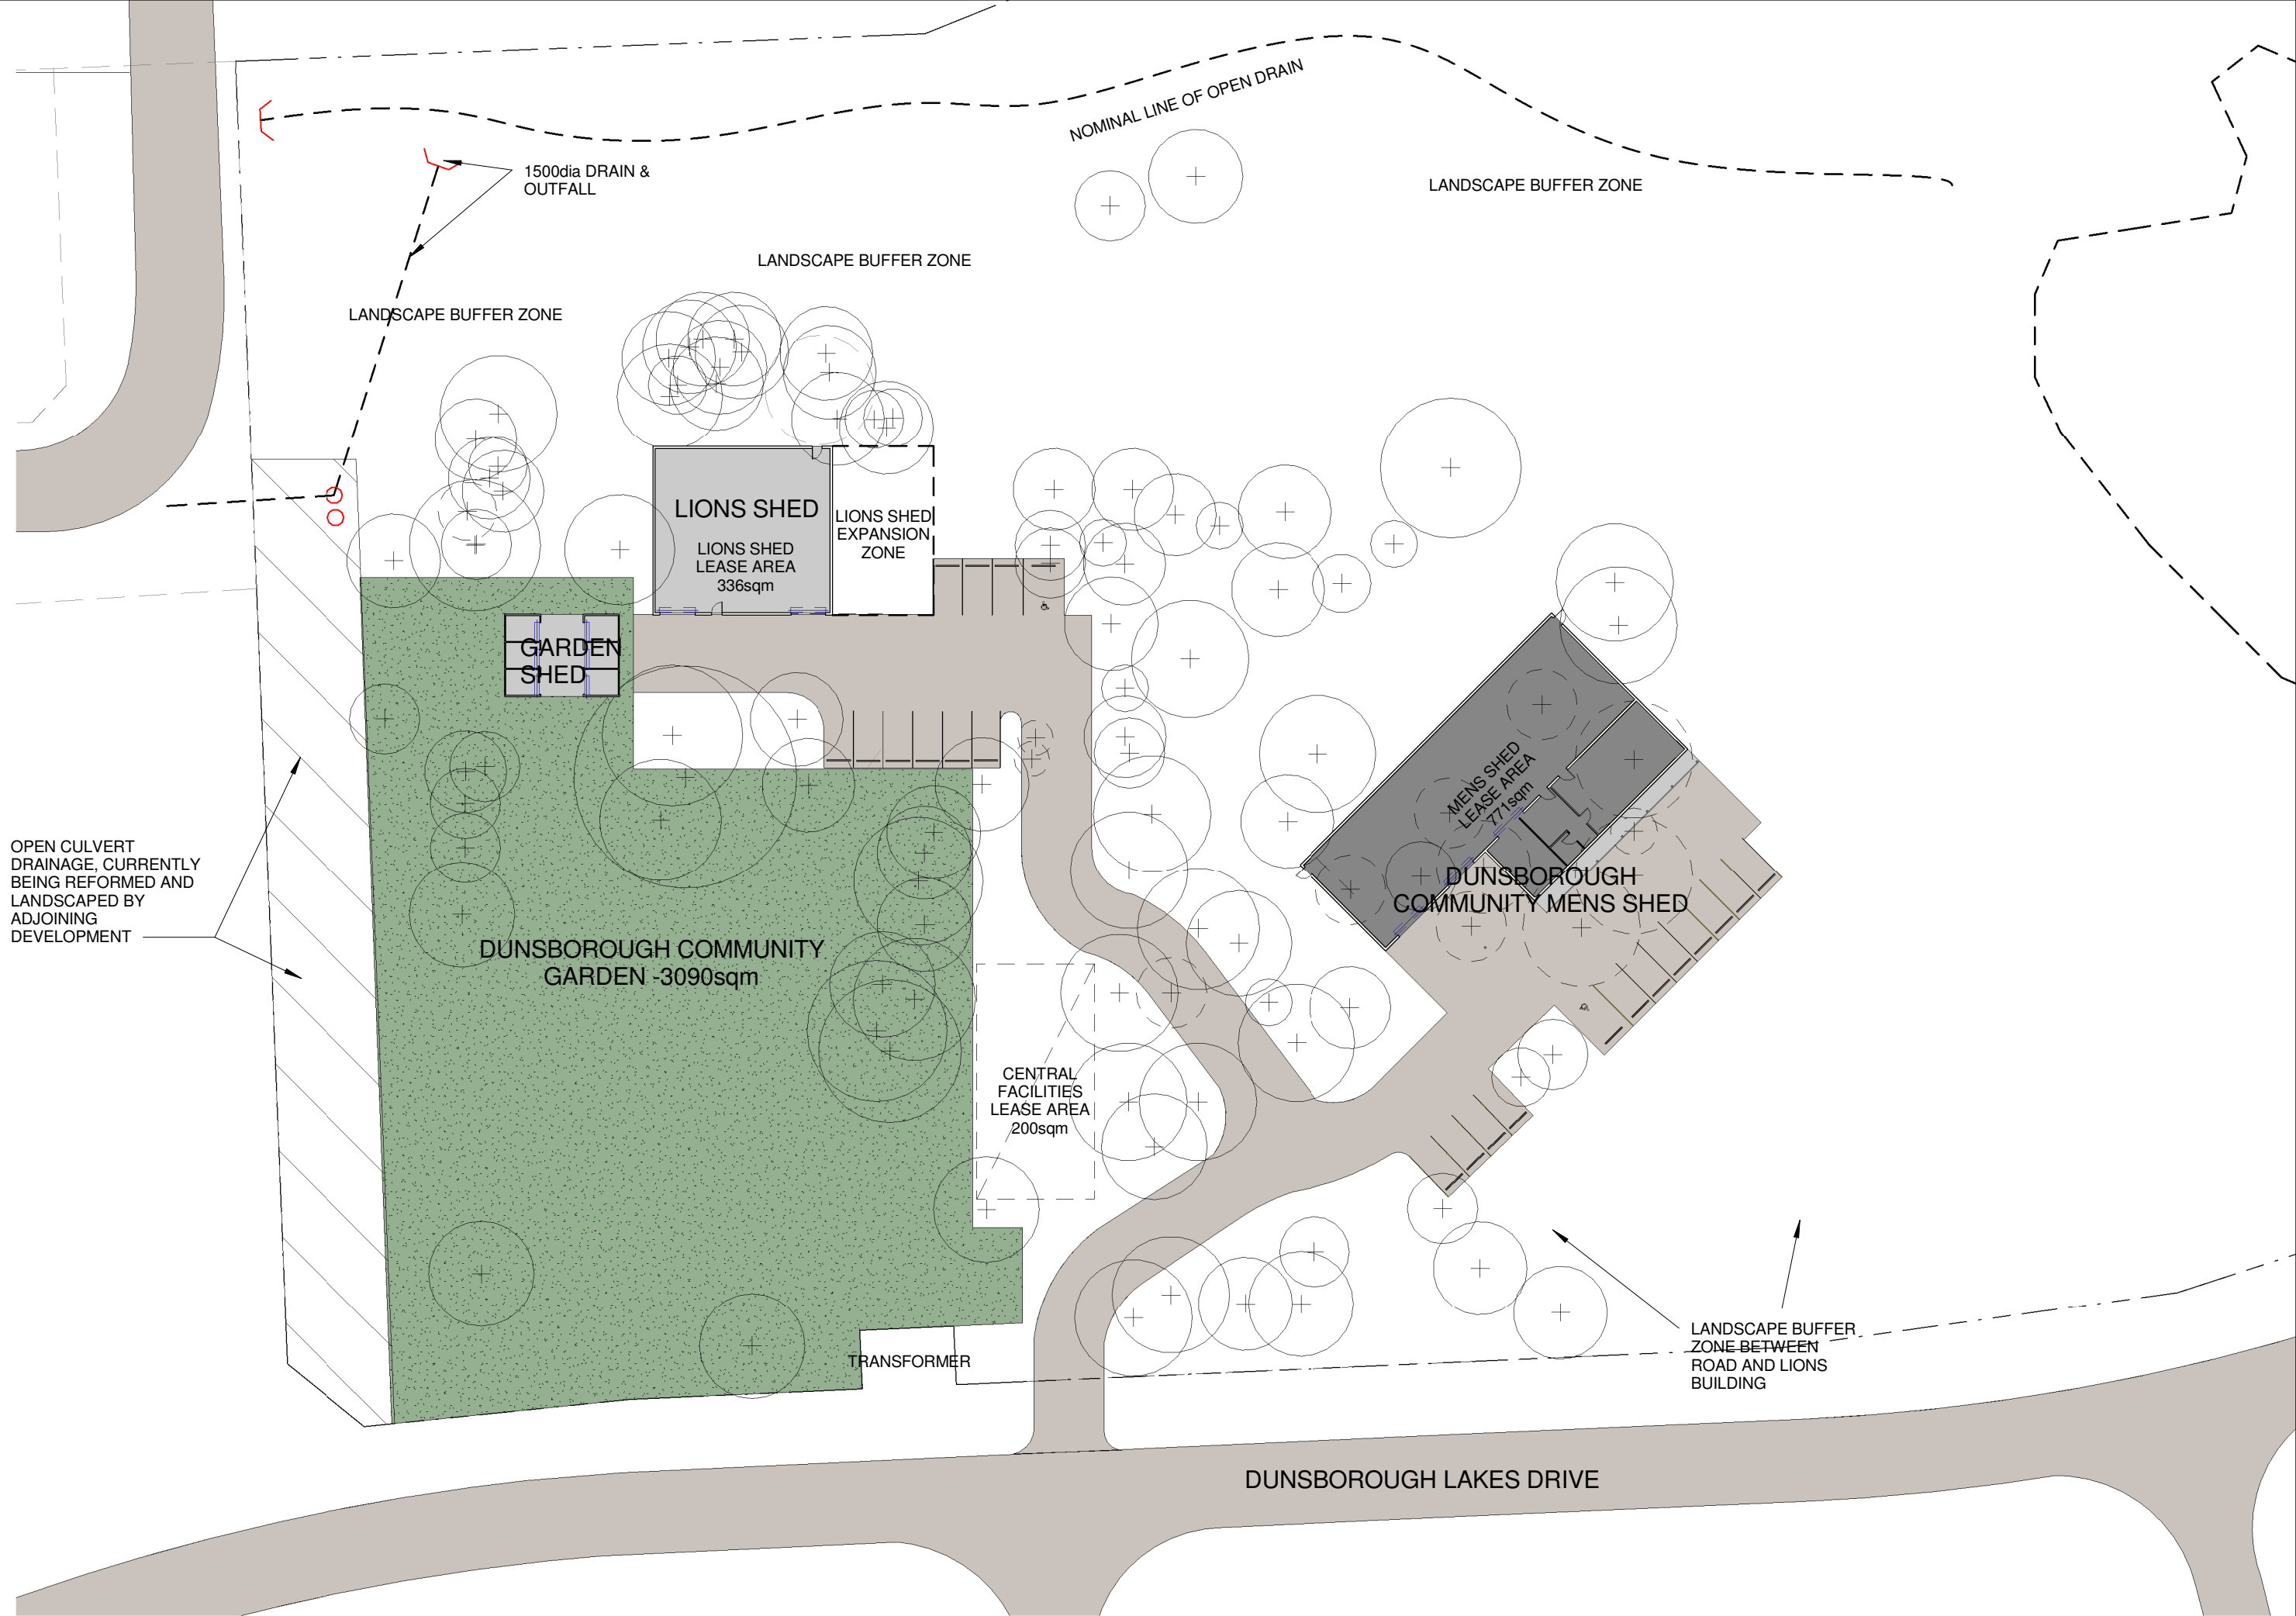 NOMINAL LINE OF OPEN DRAIN
1500dia DRAIN &
OUTFALL
LANDSCAPE BUFFER ZONE
LANDSCAPE BUFFER ZONE
LANDSCAPE BUFFER ZONE
LIONS SHED
LIONS SHED
LEASE AREA
336sqm
LIONS SHED
EXPANSION
ZONE
GARDEN
SHED
MENS SHED
LEASE AREA
771sqm
DUNSBOROUGH
COMMUNITY MENS SHED
OPEN CULVERT
DRAINAGE, CURRENTLY
BEING REFORMED AND
LANDSCAPED BY
ADJOINING
DEVELOPMENT
DUNSBOROUGH COMMUNITY
GARDEN -3090sqm
CENTRAL
FACILITIES
LEASE AREA
200sqm
TRANSFORMER
LANDSCAPE BUFFER
ZONE BETWEEN
ROAD AND LIONS
BUILDING
DUNSBOROUGH LAKES DRIVE